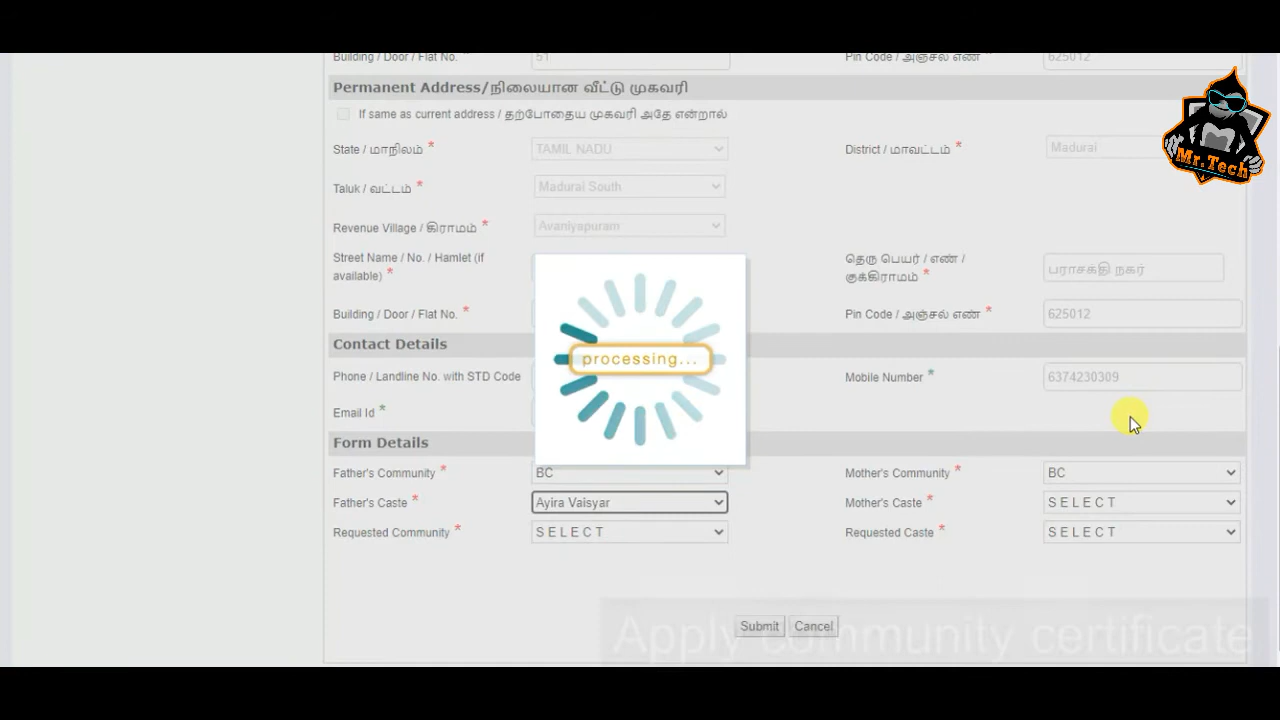 Building / Door / Flat No. * 51 Pin Code / அஞ்சல் எண் * 625012
Permanent Address/நிலையான வீட்டு முகவரி
If same as current address / தற்போதைய முகவரி அதே என்றால்
State / மாநிலம் * TAMIL NADU District / மாவட்டம் * Madurai
Taluk / வட்டம் * Madurai South
Revenue Village / கிராமம் * Avaniyapuram
Street Name / No. / Hamlet (if
available) *
தெரு பெயர் / எண் /
குக்கிராமம் *
பராசக்தி நகர்
Building / Door / Flat No. * Pin Code / அஞ்சல் எண் * 625012
Contact Details
Phone / Landline No. with STD Code Mobile Number * 6374230309
Email Id *
processing...
Form Details
Father's Community * BC Mother's Community * BC
Father's Caste * Ayira Vaisyar Mother's Caste * S E L E C T
Requested Community * S E L E C T Requested Caste * S E L E C T
Submit Cancel
Apply community certificate
Mr.Tech